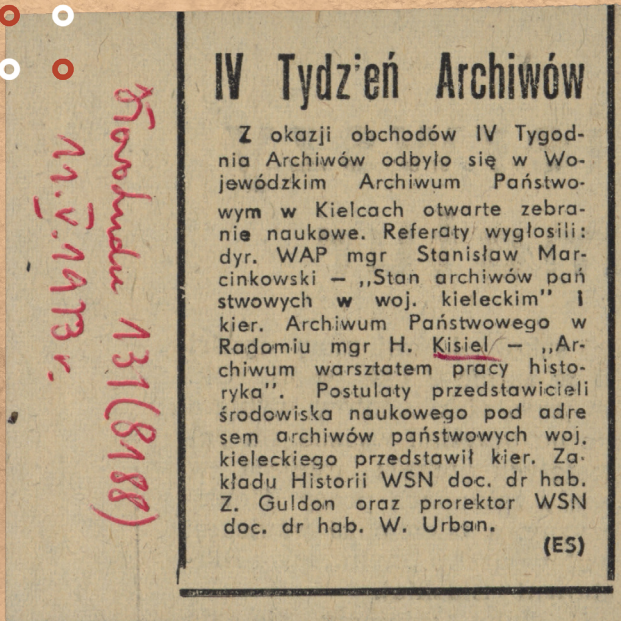 IV Tydzień Archiwów
Z okazji obchodów IV Tygod-
nia Archiwów odbyło się w Wo-
jewódzkim Archiwum Państwo-
wym w Kielcach otwarte zebra-
nie naukowe. Referaty wygłosili:
dyr. WAP mgr Stanisław Mar-
cinkowski — „Stan archiwów pań
stwowych w woj. kieleckim" i
kier. Archiwum Państwowego w
Radomiu mgr H. Kisiel — „Ar-
chiwum warsztatem pracy histo-
ryka". Postulaty przedstawicieli
środowiska naukowego pod adre
sem archiwów państwowych woj.
kieleckiego przedstawił kier. Za-
kładu Historii WSN doc. dr hab.
Z. Guldon oraz prorektor WSN
doc. dr hab. W. Urban.
(ES)
Słowo Ludu 131 (8188)
11.V.1973 r.